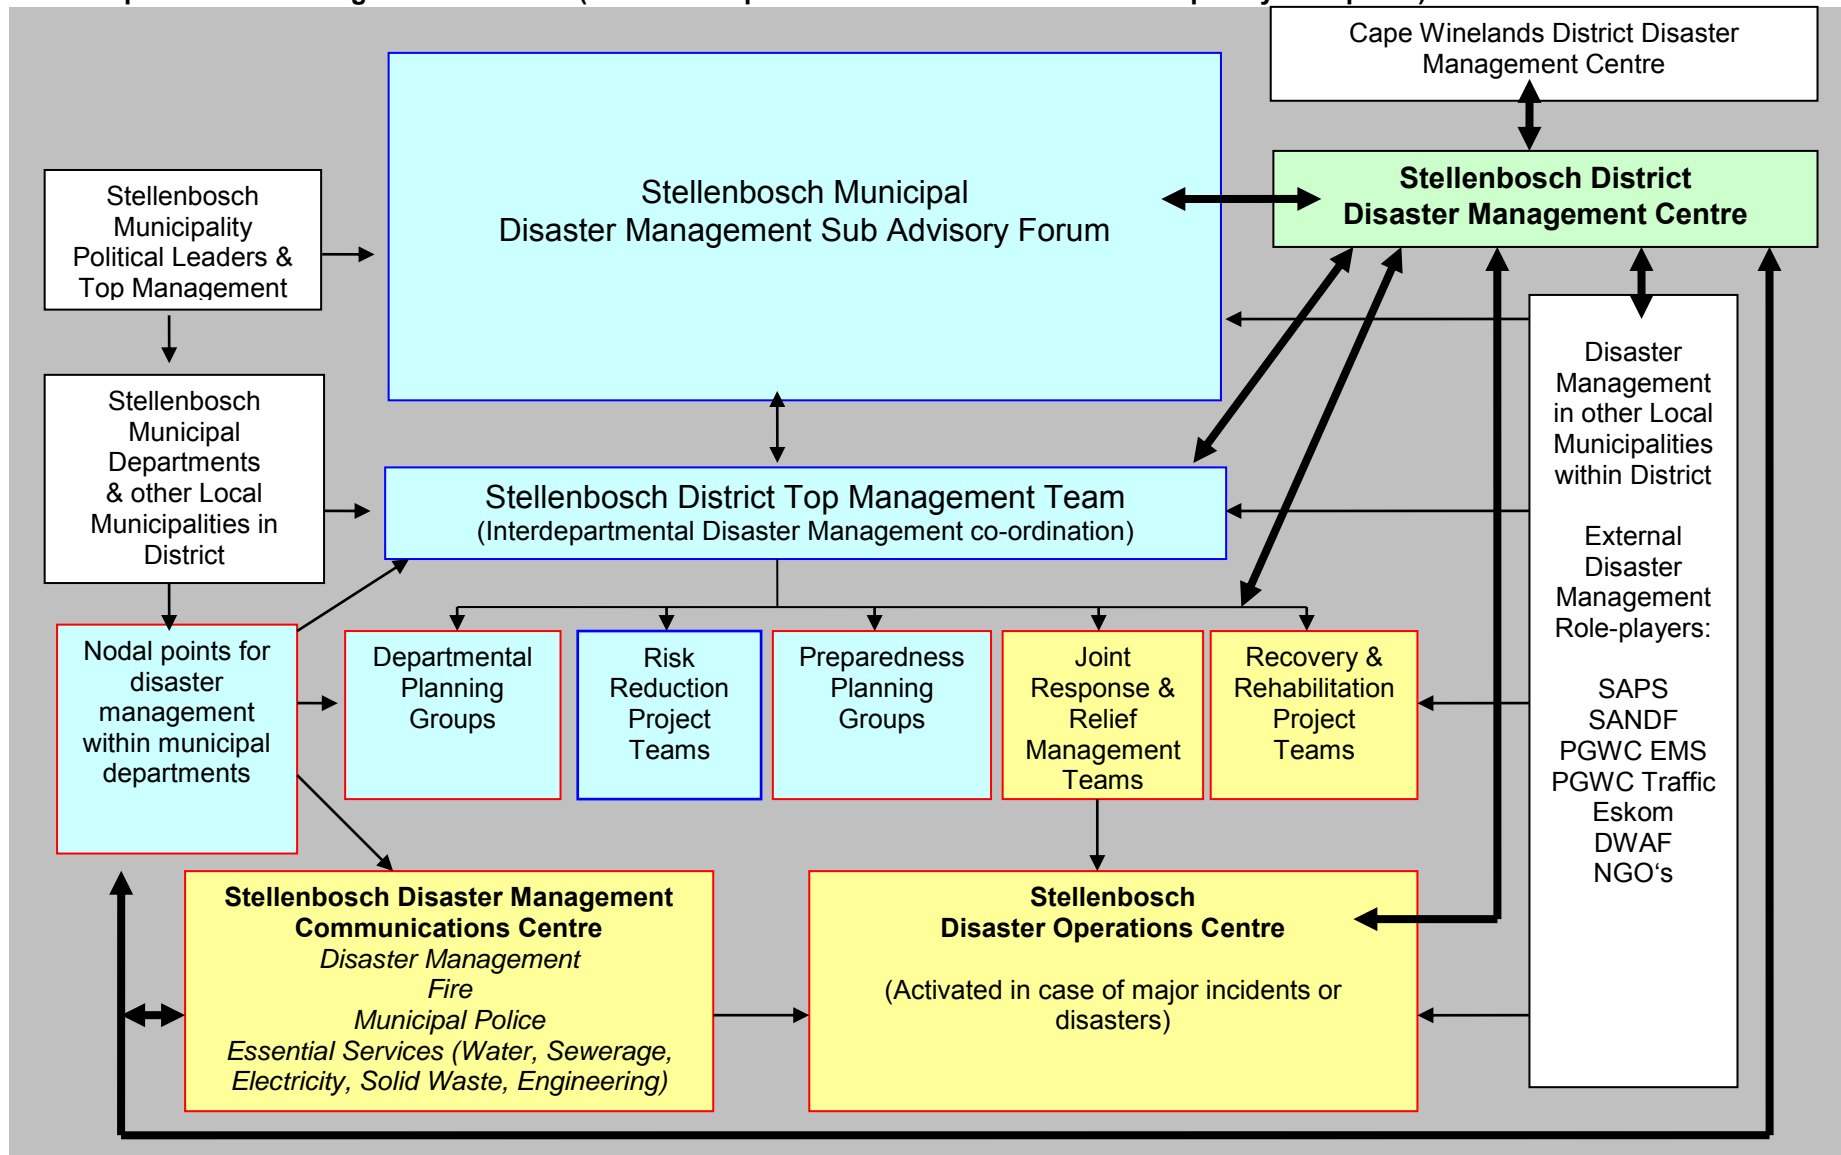 Cape Winelands District Disaster
Management Centre
Stellenbosch District
Disaster Management Centre
Stellenbosch Municipal
Disaster Management Sub Advisory Forum
Stellenbosch
Municipality
Political Leaders &
Top Management
Stellenbosch
Municipal
Departments
& other Local
Municipalities in
District
Stellenbosch District Top Management Team
(Interdepartmental Disaster Management co-ordination)
Disaster
Management
in other Local
Municipalities
within District
External
Disaster
Management
Role-players:
SAPS
SANDF
PGWC EMS
PGWC Traffic
Eskom
DWAF
NGO‘s
Nodal points for
disaster
management
within municipal
departments
Departmental
Planning
Groups
Risk
Reduction
Project
Teams
Preparedness
Planning
Groups
Joint
Response &
Relief
Management
Teams
Recovery &
Rehabilitation
Project
Teams
Stellenbosch Disaster Management
Communications Centre
Disaster Management
Fire
Municipal Police
Essential Services (Water, Sewerage,
Electricity, Solid Waste, Engineering)
Stellenbosch
Disaster Operations Centre
(Activated in case of major incidents or
disasters)